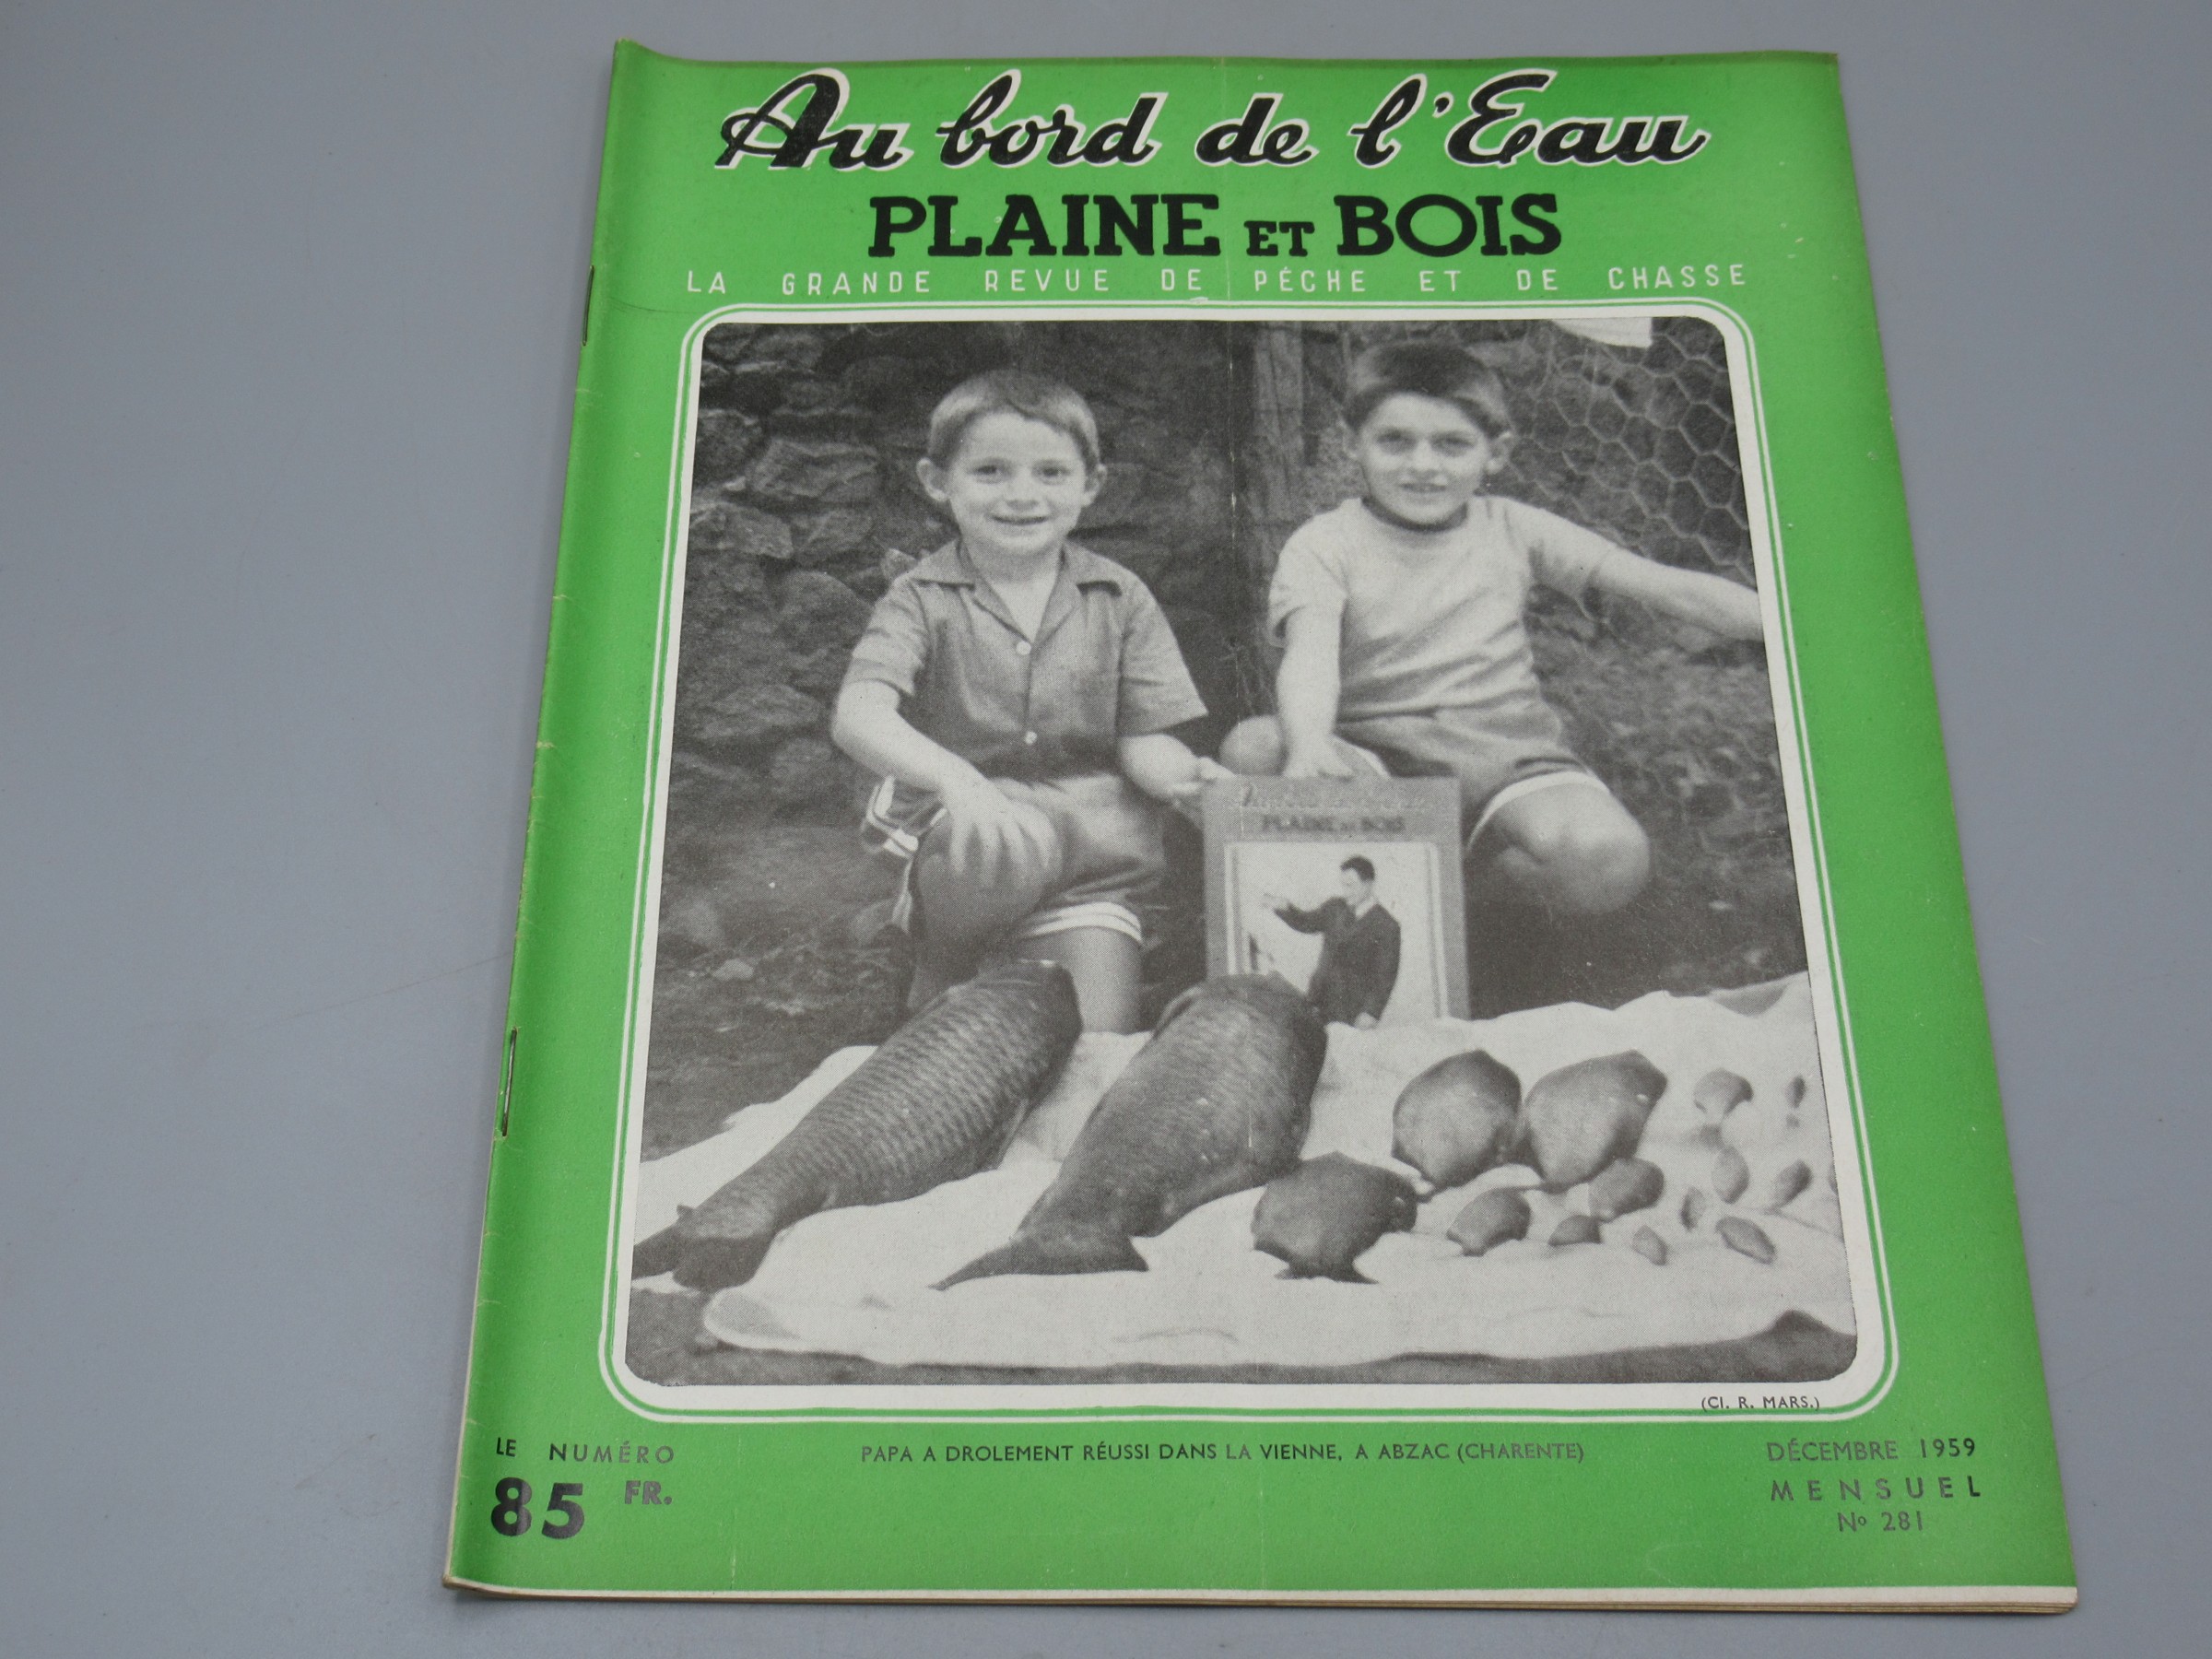 Au bord de l'Eau
PLAINE ET BOIS
LA GRANDE REVUE DE PÊCHE ET DE CHASSE
PLAINE ET BOIS
(Cl. R. MARS.)
LE NUMÉRO
85 FR.
PAPA A DROLEMENT RÉUSSI DANS LA VIENNE, A ABZAC (CHARENTE)
DÉCEMBRE 1959
MENSUEL
Nº 281